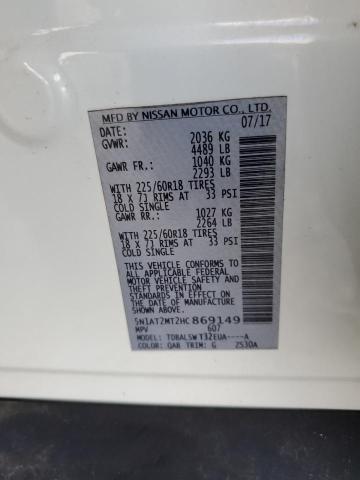 MFD BY NISSAN MOTOR CO., LTD.
DATE: 07/17
GVWR: 2036 KG
4489 LB
GAWR FR.: 1040 KG
2293 LB
WITH 225/60R18 TIRES
18 X 7J RIMS AT 33 PSI
COLD SINGLE
GAWR RR.: 1027 KG
2264 LB
WITH 225/60R18 TIRES
18 X 7J RIMS AT 33 PSI
COLD SINGLE
THIS VEHICLE CONFORMS TO
ALL APPLICABLE FEDERAL
MOTOR VEHICLE SAFETY AND
THEFT PREVENTION
STANDARDS IN EFFECT ON THE
DATE OF MANUFACTURE
SHOWN ABOVE.
5N1AT2MT2HC869149
MPV 607
MODEL: TDBALSWT32EUA----A
COLOR: QAB TRIM: G 2530A